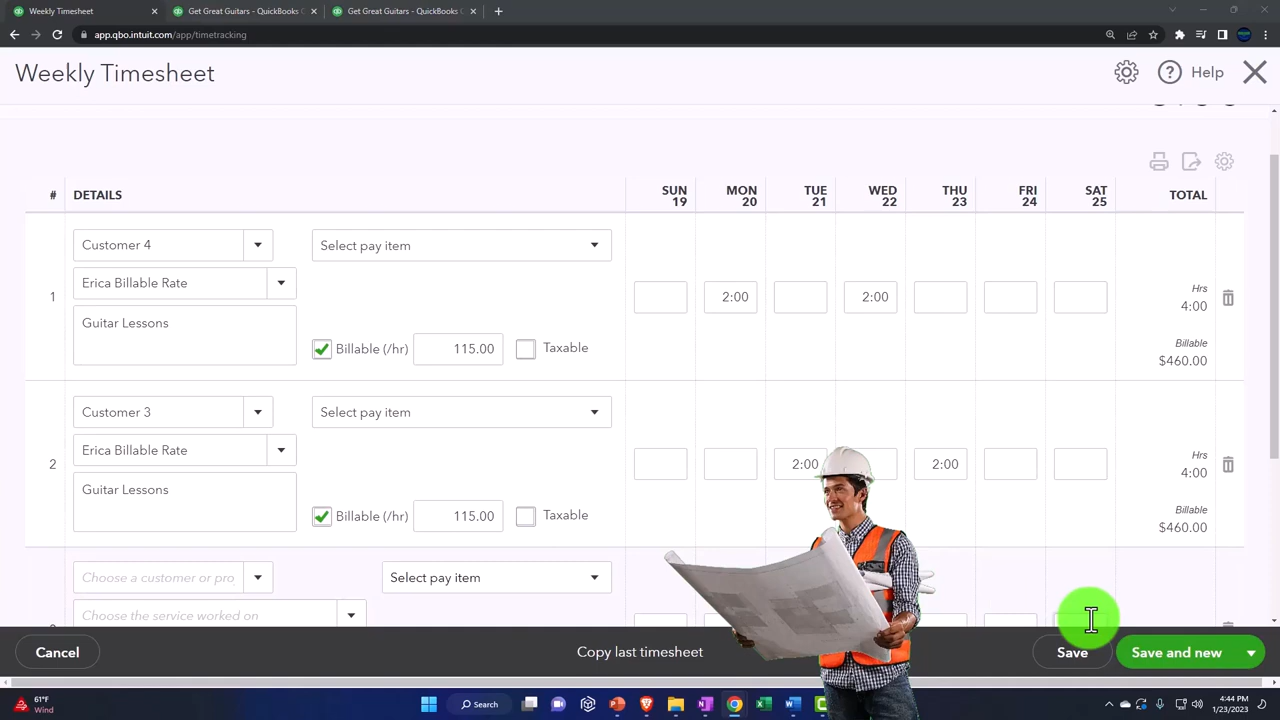 Weekly Timesheet
Get Great Guitars - QuickBooks
Get Great Guitars - QuickBooks
app.qbo.intuit.com/app/timetracking
Weekly Timesheet
Help
# DETAILS SUN 19 MON 20 TUE 21 WED 22 THU 23 FRI 24 SAT 25 TOTAL
Customer 4 Select pay item
Erica Billable Rate
1 2:00 2:00 Hrs 4:00
Guitar Lessons
Billable (/hr) 115.00 Taxable Billable $460.00
Customer 3 Select pay item
Erica Billable Rate
2 2:00 2:00 Hrs 4:00
Guitar Lessons
Billable (/hr) 115.00 Taxable Billable $460.00
Choose a customer or pro Select pay item
Choose the service worked on
Cancel Copy last timesheet Save Save and new
61°F
Wind
Search
4:44 PM
1/23/2023